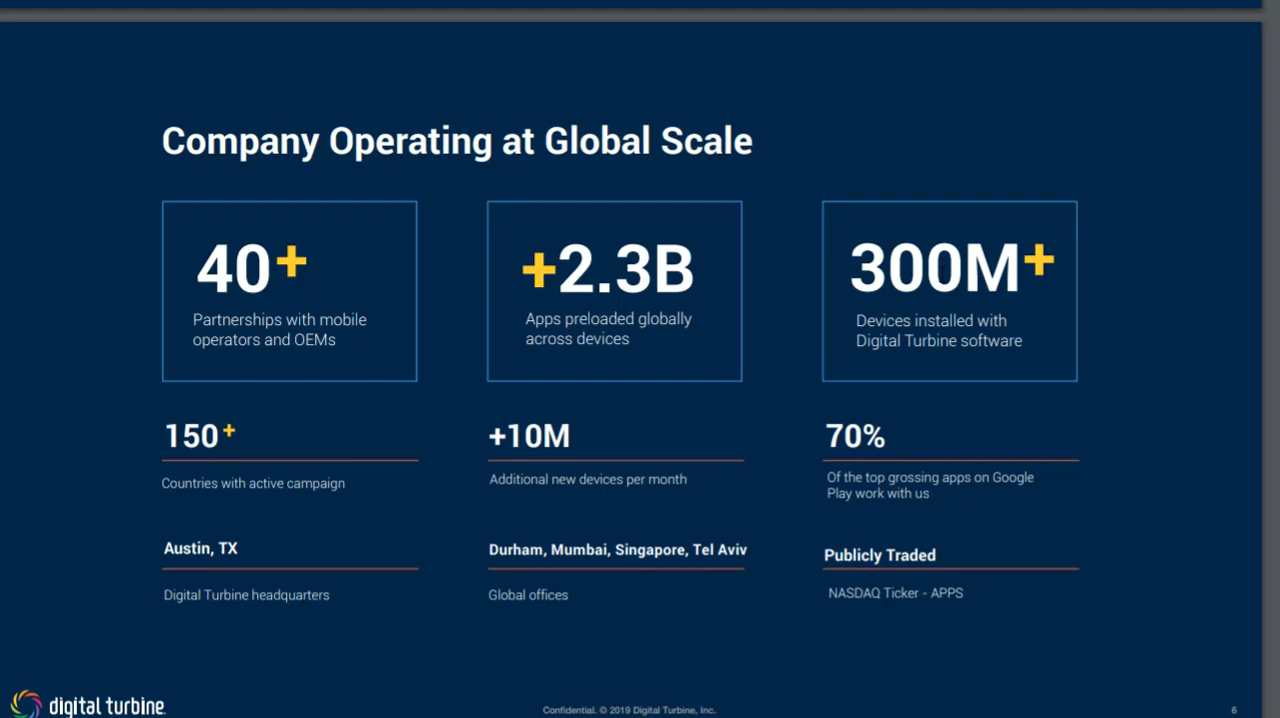 Company Operating at Global Scale
40+
Partnerships with mobile
operators and OEMs
+2.3B
Apps preloaded globally
across devices
300M+
Devices installed with
Digital Turbine software
150+
Countries with active campaign
+10M
Additional new devices per month
70%
Of the top grossing apps on Google
Play work with us
Austin, TX
Digital Turbine headquarters
Durham, Mumbai, Singapore, Tel Aviv
Global offices
Publicly Traded
NASDAQ Ticker - APPS
digital turbine
Confidential. © 2019 Digital Turbine, Inc.
6